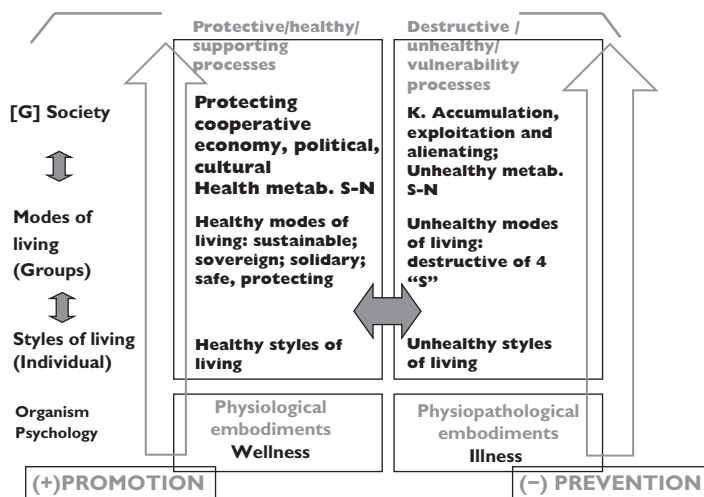 Protective/healthy/
supporting
processes
Destructive /
unhealthy/
vulnerability
processes
[G] Society
Protecting
cooperative
economy, political,
cultural
Health metab. S-N
K. Accumulation,
exploitation and
alienating;
Unhealthy metab.
S-N
Modes of
living
(Groups)
Healthy modes of
living: sustainable;
sovereign; solidary;
safe, protecting
Unhealthy modes
of living:
destructive of 4
“S”
Styles of living
(Individual)
Healthy styles of
living
Unhealthy styles
of living
Organism
Psychology
Physiological
embodiments
Wellness
Physiopathological
embodiments
Illness
(+)PROMOTION
(−) PREVENTION